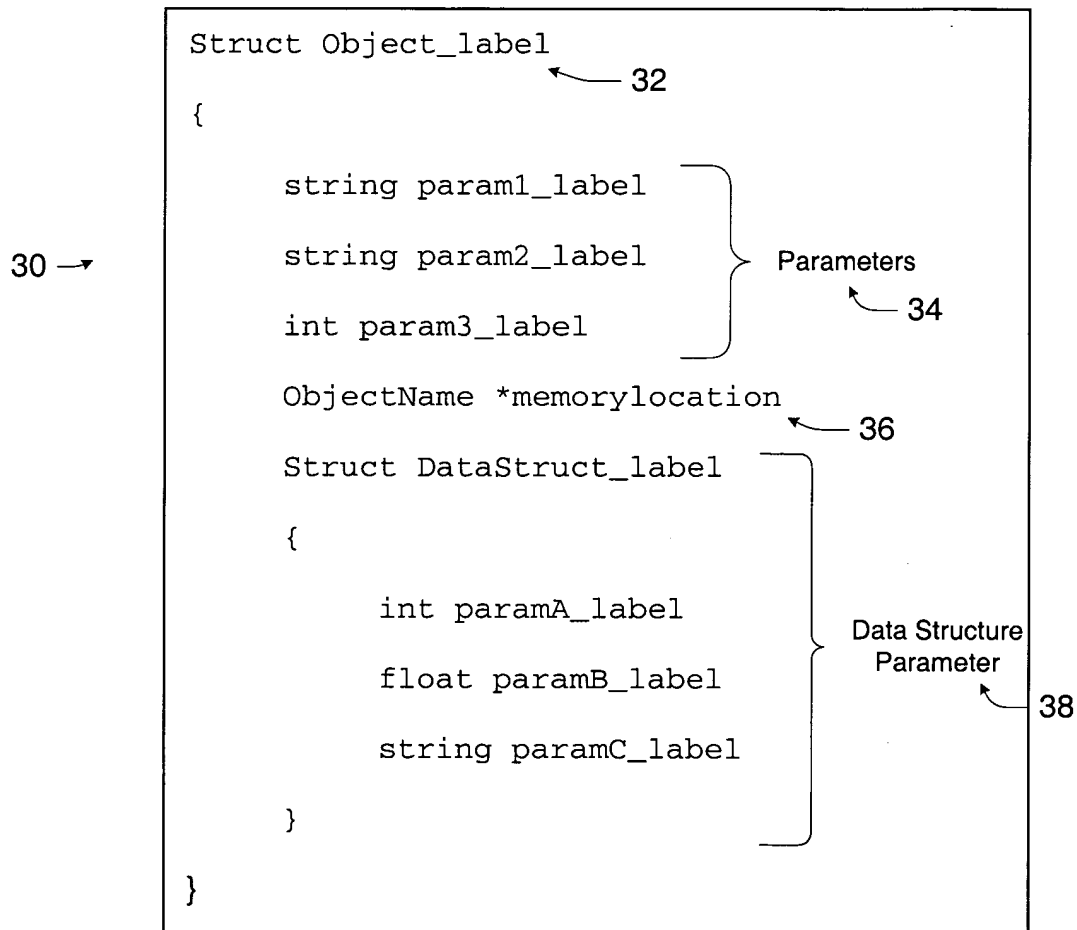 Struct Object_label
32
{
string param1_label
30
string param2_label
Parameters
34
int param3_label
ObjectName *memorylocation
36
Struct DataStruct_label
{
int paramA_label
Data Structure
Parameter
float paramB_label
38
string paramC_label
}
}